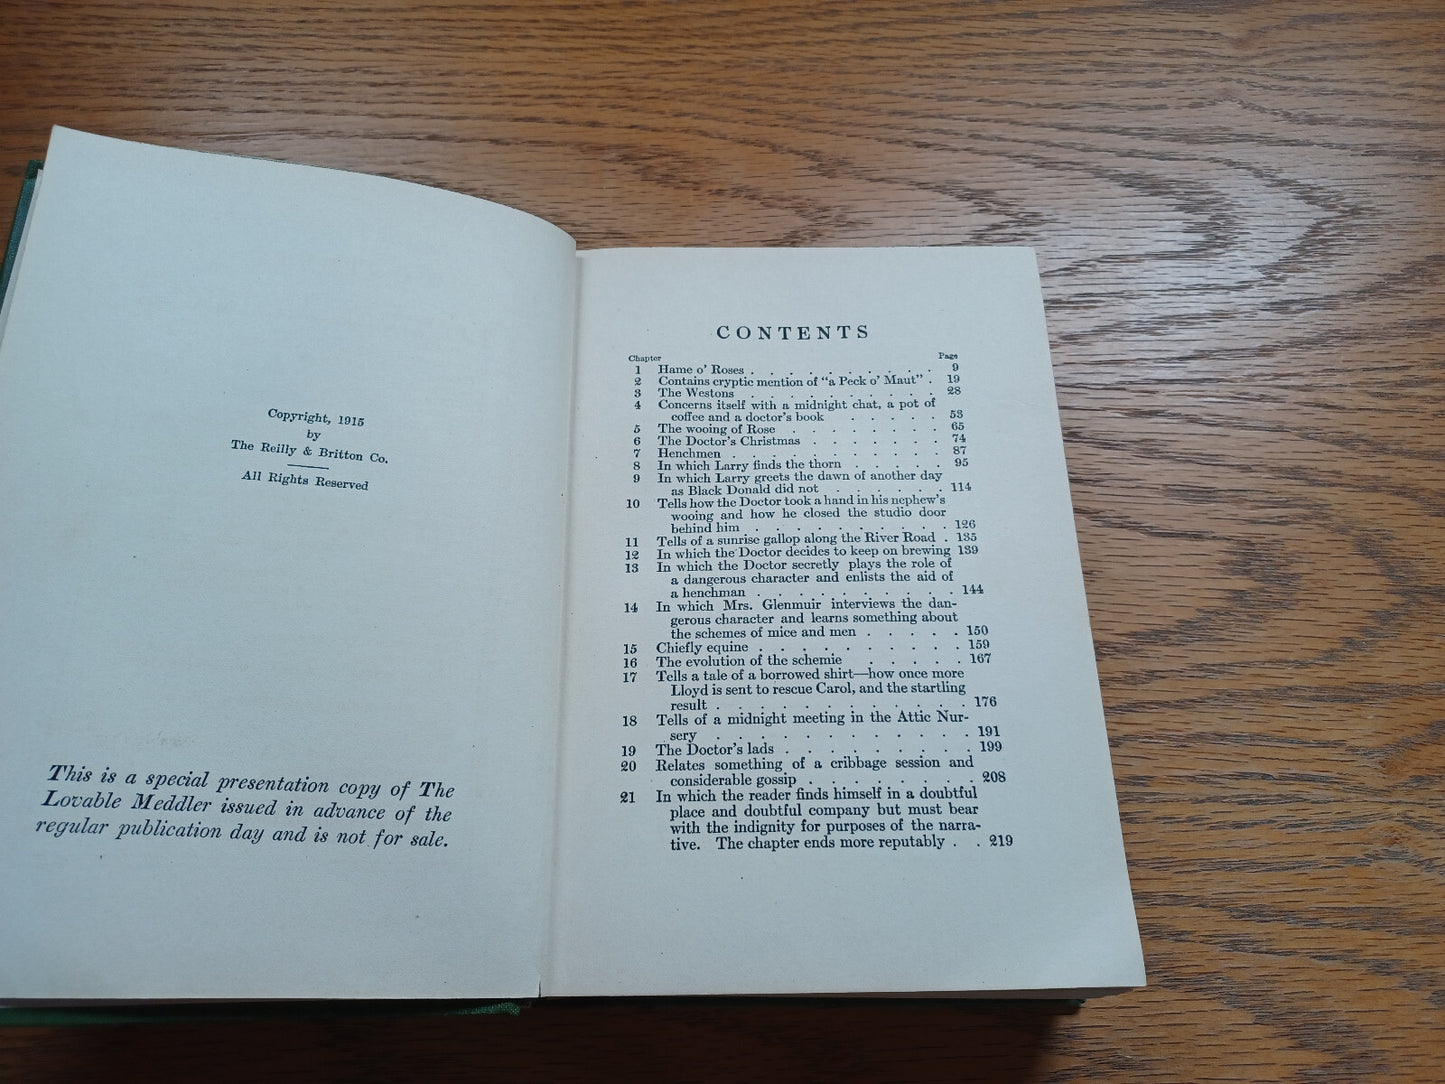 Copyright, 1915
by
The Reilly & Britton Co.
All Rights Reserved
This is a special presentation copy of The
Lovable Meddler issued in advance of the
regular publication day and is not for sale.
CONTENTS
Chapter Page
1 Hame o' Roses . . . . . . . . . . 9
2 Contains cryptic mention of "a Peck o' Maut" . 19
3 The Westons . . . . . . . . . . 28
4 Concerns itself with a midnight chat, a pot of
coffee and a doctor's book . . . . . 53
5 The wooing of Rose . . . . . . . 65
6 The Doctor's Christmas . . . . . . 74
7 Henchmen . . . . . . . . . . 87
8 In which Larry finds the thorn . . . . . 95
9 In which Larry greets the dawn of another day
as Black Donald did not . . . . . . 114
10 Tells how the Doctor took a hand in his nephew's
wooing and how he closed the studio door
behind him . . . . . . . . . . 126
11 Tells of a sunrise gallop along the River Road . 135
12 In which the Doctor decides to keep on brewing 139
13 In which the Doctor secretly plays the role of
a dangerous character and enlists the aid of
a henchman . . . . . . . . . . 144
14 In which Mrs. Glenmuir interviews the dan-
gerous character and learns something about
the schemes of mice and men . . . . . 150
15 Chiefly equine . . . . . . . . . . 159
16 The evolution of the schemie . . . . . 167
17 Tells a tale of a borrowed shirt—how once more
Lloyd is sent to rescue Carol, and the startling
result . . . . . . . . . . . . 176
18 Tells of a midnight meeting in the Attic Nur-
sery . . . . . . . . . . . . 191
19 The Doctor's lads . . . . . . . . . 199
20 Relates something of a cribbage session and
considerable gossip . . . . . . . . 208
21 In which the reader finds himself in a doubtful
place and doubtful company but must bear
with the indignity for purposes of the narra-
tive. The chapter ends more reputably . . 219